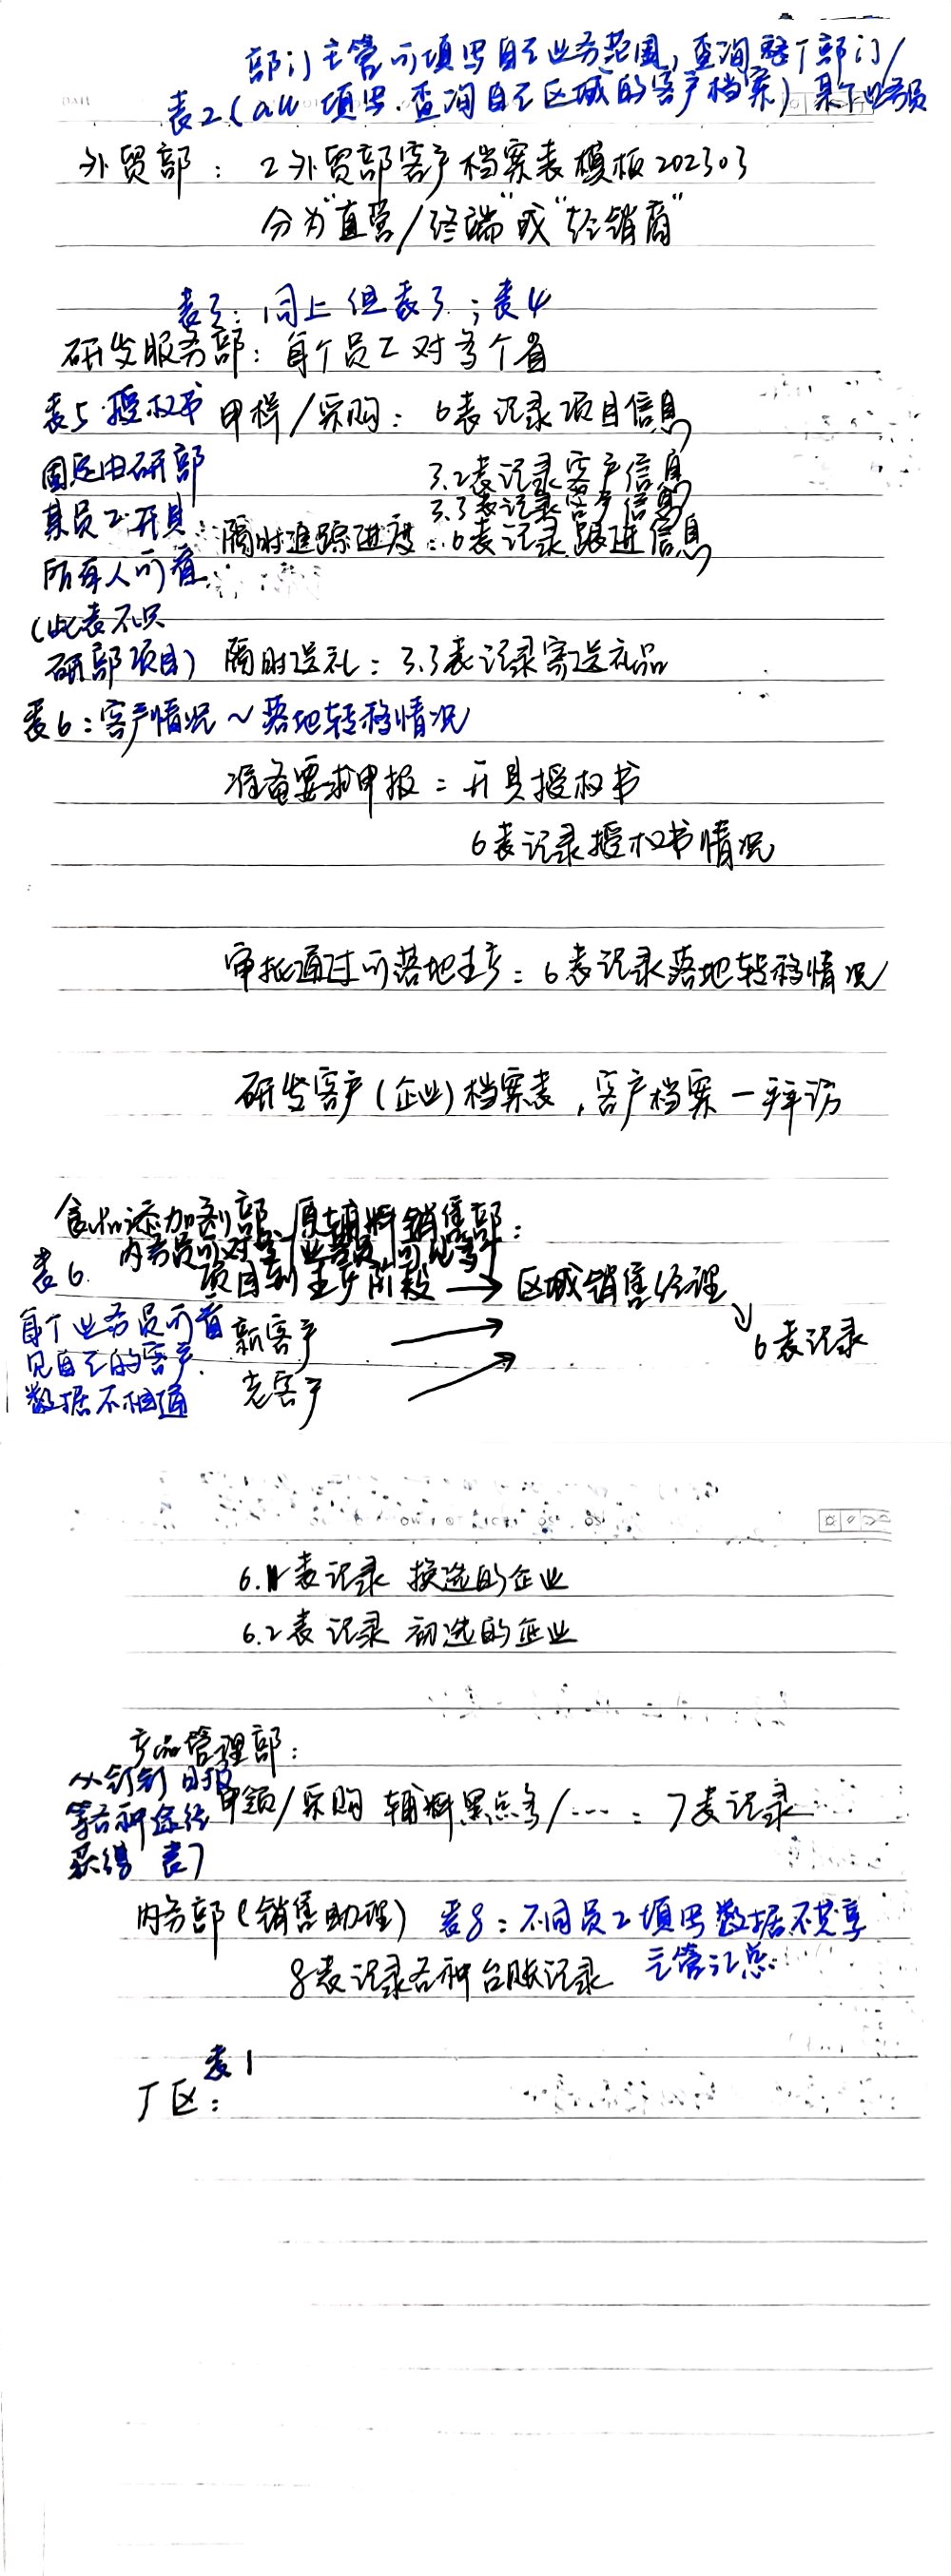 部门主管可填写自己业务范围,查询整个部门/
表2(all 填写.查询自己区域的客户档案)某个业务员
外贸部: 2外贸部客户档案表模板202303
分为"直营/终端"或"经销商"
表3: 同上但表3;表4
研发服务部: 每个员工对多个省
表5 授权书 申样/采购: 6表记录项目信息
固定由研部 3.2表记录客户信息
3.3表记录客户信息
某员工开具 隔时追踪进度: 6表记录跟进信息
所有人可看
(此表不只
研部项目) 隔时送礼: 3.3表记录寄送礼品
表6:客户情况~落地转移情况
准备要求申报: 开具授权书
6表记录授权书情况
审批通过可落地生产: 6表记录落地转移情况
研发客户(企业)档案表,客户档案一拜访
食品添加剂部、原辅料销售部:
内务员可对 业务员
表6. 项目到生产阶段 → 区域销售经理
每个业务员可看 新客户 → 6表记录
见自己的客户. 老客户 →
数据不相通
6.1表记录 挨选的企业
6.2表记录 初选的企业
产品管理部:
从钉钉日报
等各种途径 申领/采购 辅料黑点多/…: 7表记录
获得 表7
内务部(销售助理) 表8:不同员工填写数据不共享
8表记录各种台账记录 主管汇总
表1
厂区: